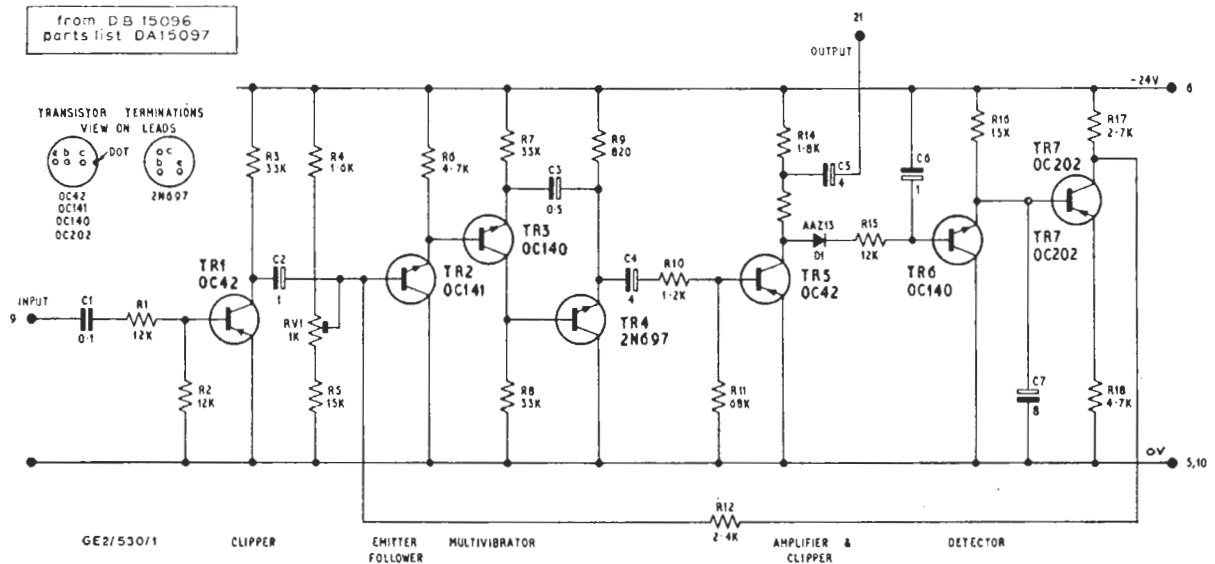 from DB 15096
parts list DA15097
TRANSISTOR TERMINATIONS
VIEW ON LEADS
e b c
DOT
c
b e
OC42
OC141
OC140
OC202
2N697
21
OUTPUT
-24V
6
R3
33K
R4
1·6K
R6
4·7K
R7
33K
R9
820
R14
1·8K
C5
4
C6
1
R16
15K
R17
2·7K
TR7
OC202
C3
0·5
TR3
OC140
AAZ13
D1
R15
12K
TR7
OC202
TR1
OC42
C2
1
TR2
OC141
C4
4
R10
1·2K
TR5
OC42
TR6
OC140
9
INPUT
C1
0·1
R1
12K
RV1
1K
TR4
2N697
R2
12K
R5
15K
R8
33K
R11
68K
C7
8
R18
4·7K
0V
5,10
R12
2·4K
GE2/530/1
CLIPPER
EMITTER
FOLLOWER
MULTIVIBRATOR
AMPLIFIER &
CLIPPER
DETECTOR